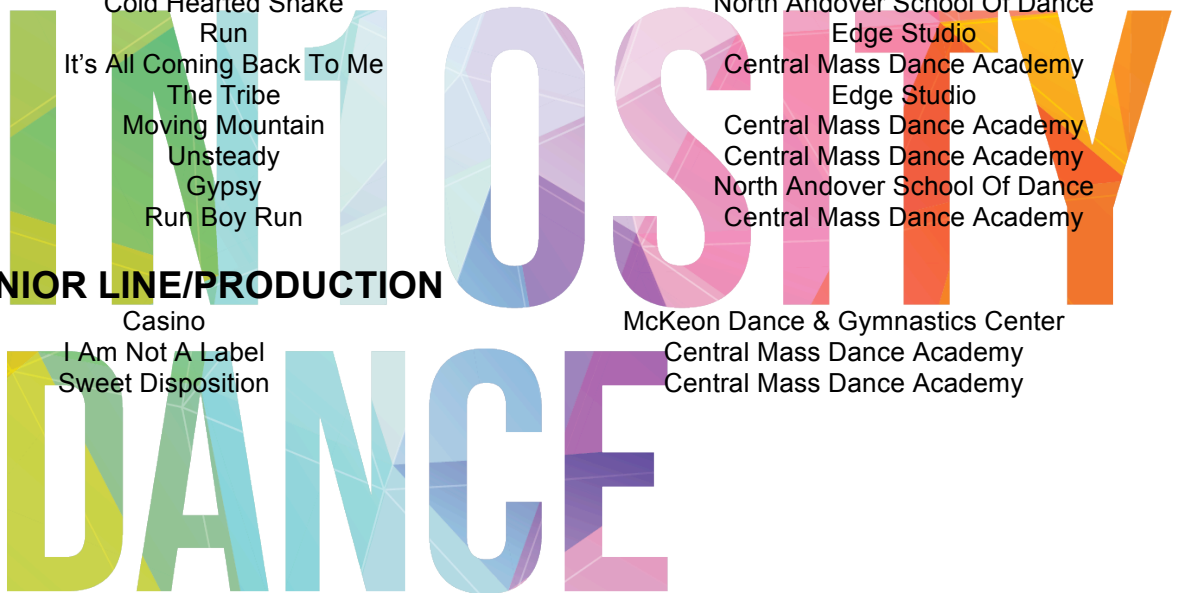 Cold Hearted Snake North Andover School Of Dance
Run Edge Studio
It's All Coming Back To Me Central Mass Dance Academy
The Tribe Edge Studio
Moving Mountain Central Mass Dance Academy
Unsteady Central Mass Dance Academy
Gypsy North Andover School Of Dance
Run Boy Run Central Mass Dance Academy
IN1OSITY
NIOR LINE/PRODUCTION
Casino McKeon Dance & Gymnastics Center
I Am Not A Label Central Mass Dance Academy
Sweet Disposition Central Mass Dance Academy
DANCE